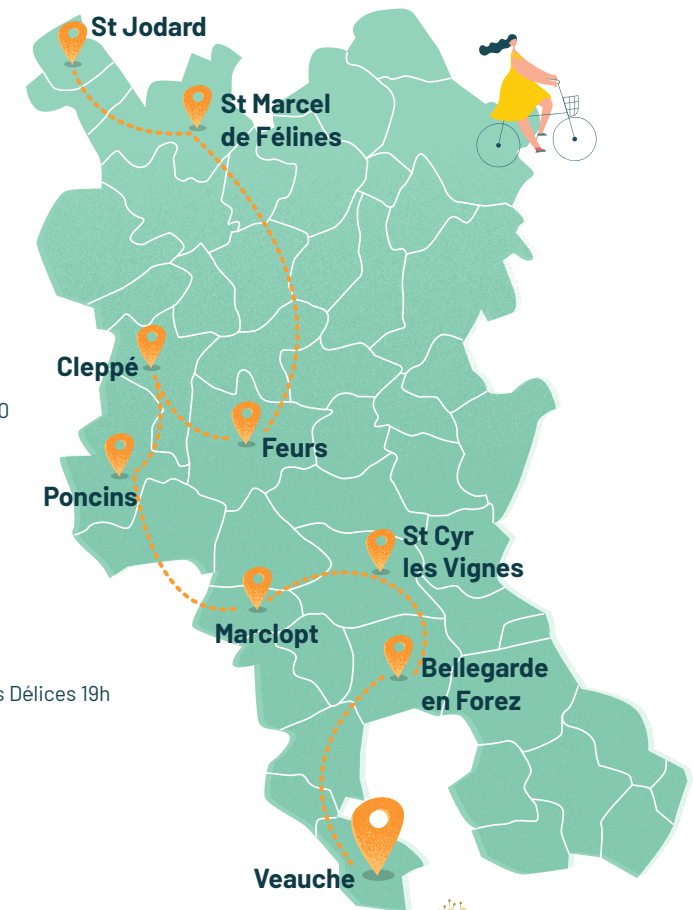 St Jodard
St Marcel
de Félines
Cleppé
0
Feurs
Poncins
St Cyr
les Vignes
Marclopt
Bellegarde
en Forez
s Délices 19h
Veauche